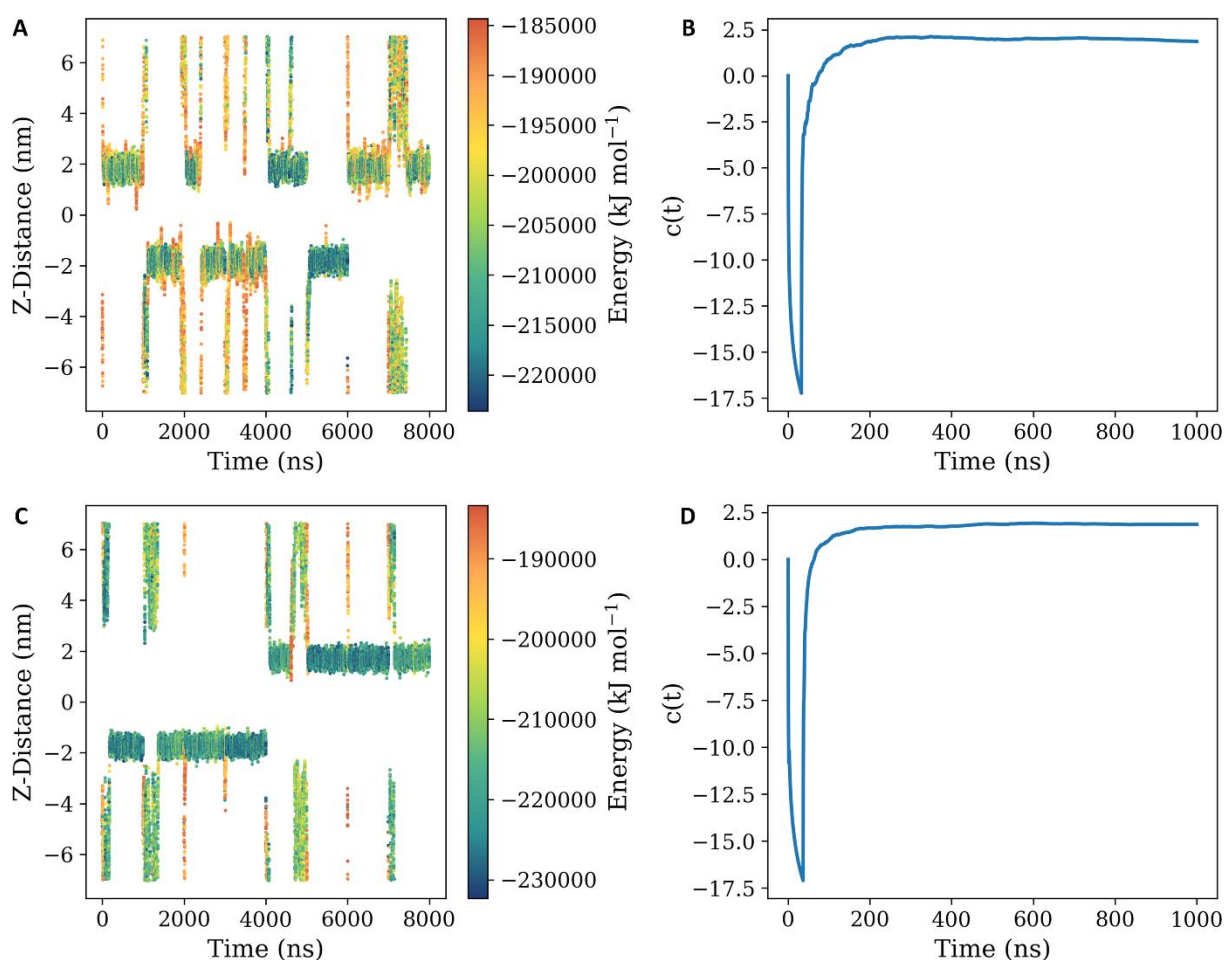 A
6
4
2
0
−2
−4
−6
Z-Distance (nm)
0 2000 4000 6000 8000
Time (ns)
−185000
−190000
−195000
−200000
−205000
−210000
−215000
−220000
Energy (kJ mol⁻¹)
B
2.5
0.0
−2.5
−5.0
−7.5
−10.0
−12.5
−15.0
−17.5
c(t)
0 200 400 600 800 1000
Time (ns)
C
6
4
2
0
−2
−4
−6
Z-Distance (nm)
0 2000 4000 6000 8000
Time (ns)
−190000
−200000
−210000
−220000
−230000
Energy (kJ mol⁻¹)
D
2.5
0.0
−2.5
−5.0
−7.5
−10.0
−12.5
−15.0
−17.5
c(t)
0 200 400 600 800 1000
Time (ns)